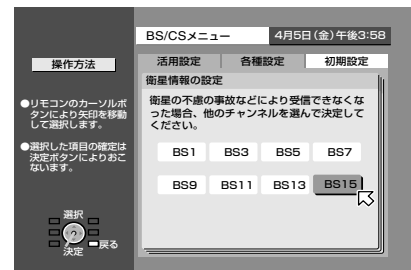 BS/CSメニュー
4月5日(金)午後3:58
操作方法
活用設定
各種設定
初期設定
衛星情報の設定
●リモコンのカーソルボ
タンにより矢印を移動
して選択します。
●選択した項目の確定は
決定ボタンによりおこ
ないます。
衛星の不慮の事故などにより受信できなくな
った場合、他のチャンネルを選んで決定して
ください。
BS1 BS3 BS5 BS7
BS9 BS11 BS13 BS15
選択
?
戻る
決定